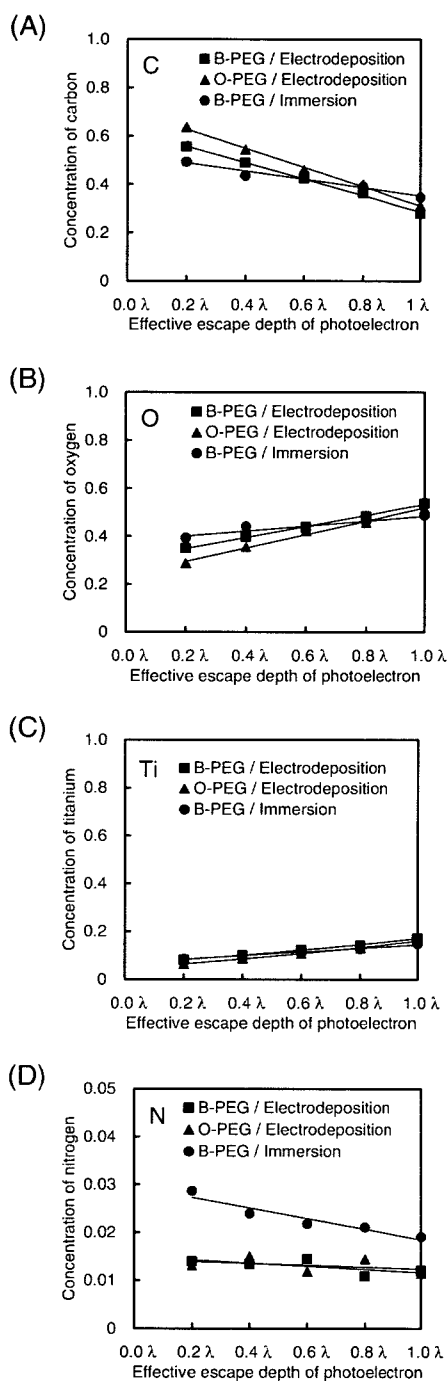 (A)
1.0
C
B-PEG / Electrodeposition
O-PEG / Electrodeposition
B-PEG / Immersion
0.8
0.6
0.4
0.2
0
Concentration of carbon
0.0 λ 0.2 λ 0.4 λ 0.6 λ 0.8 λ 1.0 λ
Effective escape depth of photoelectron
(B)
1.0
O
B-PEG / Electrodeposition
O-PEG / Electrodeposition
B-PEG / Immersion
0.8
0.6
0.4
0.2
0
Concentration of oxygen
0.0 λ 0.2 λ 0.4 λ 0.6 λ 0.8 λ 1.0 λ
Effective escape depth of photoelectron
(C)
1.0
Ti
B-PEG / Electrodeposition
O-PEG / Electrodeposition
B-PEG / Immersion
0.8
0.6
0.4
0.2
0
Concentration of titanium
0.0 λ 0.2 λ 0.4 λ 0.6 λ 0.8 λ 1.0 λ
Effective escape depth of photoelectron
(D)
0.05
N
B-PEG / Electrodeposition
O-PEG / Electrodeposition
B-PEG / Immersion
0.04
0.03
0.02
0.01
0
Concentration of nitrogen
0.0 λ 0.2 λ 0.4 λ 0.6 λ 0.8 λ 1.0 λ
Effective escape depth of photoelectron